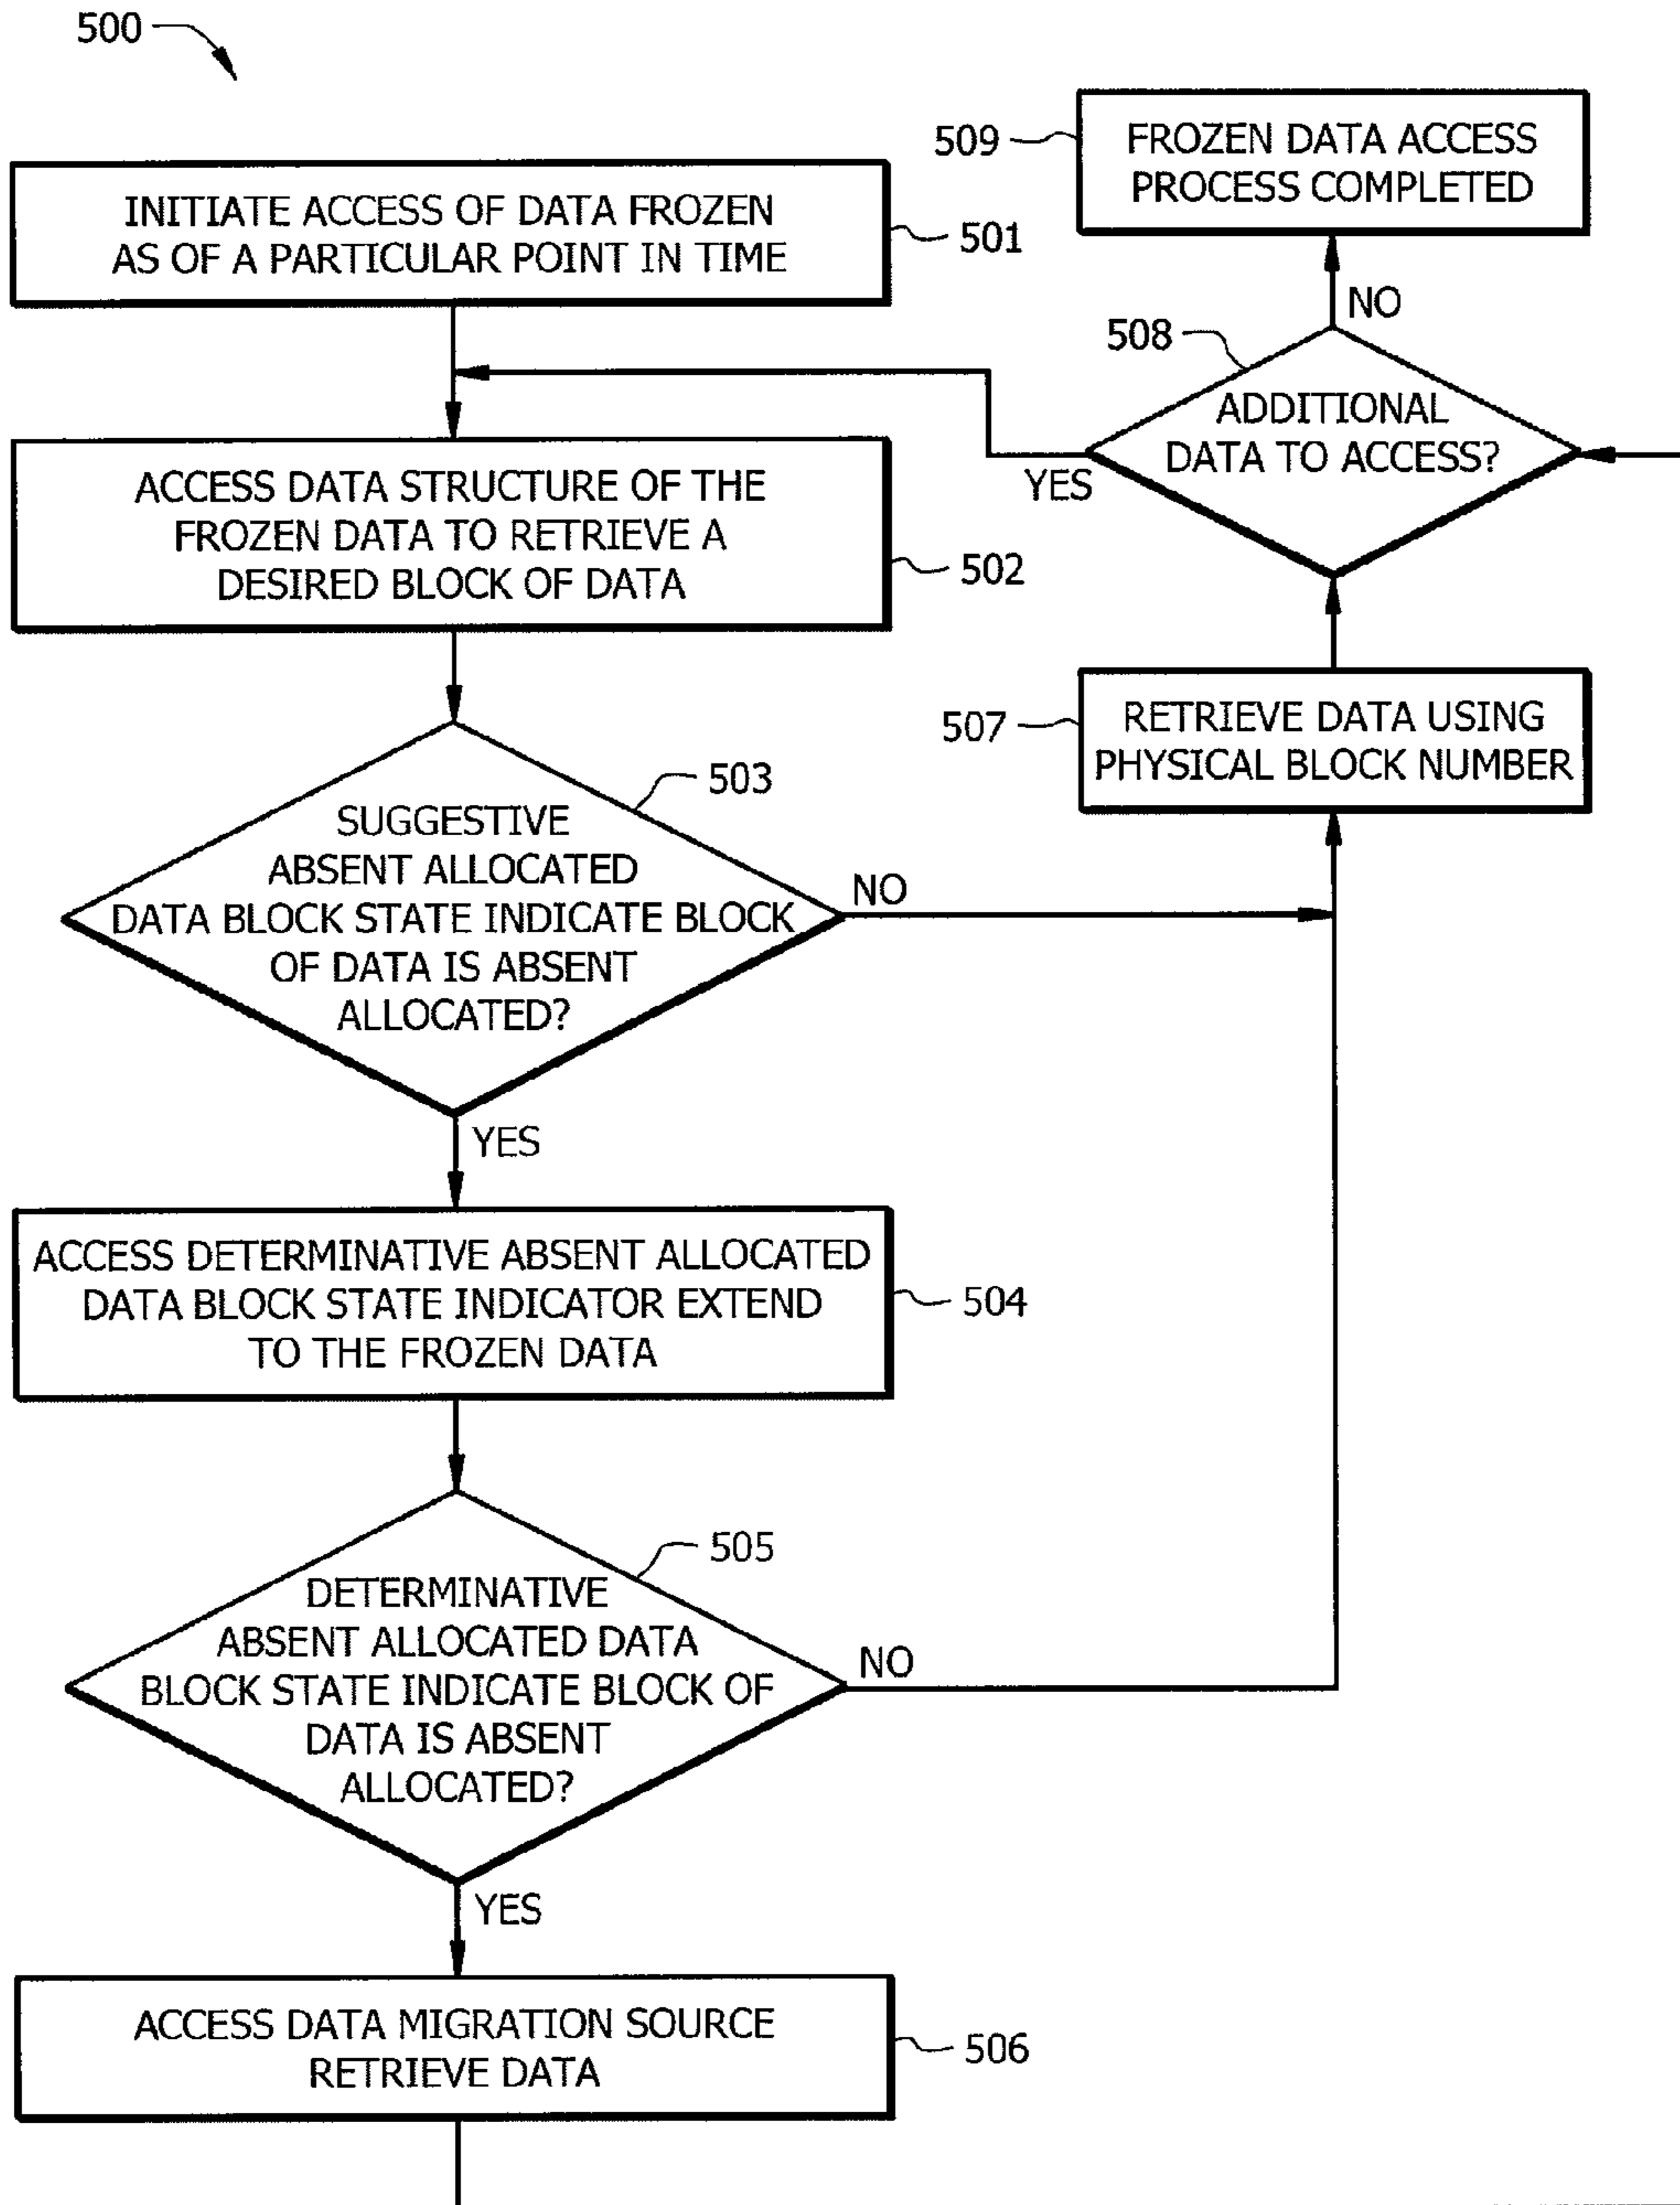 500
INITIATE ACCESS OF DATA FROZEN
AS OF A PARTICULAR POINT IN TIME
501
ACCESS DATA STRUCTURE OF THE
FROZEN DATA TO RETRIEVE A
DESIRED BLOCK OF DATA
502
SUGGESTIVE
ABSENT ALLOCATED
DATA BLOCK STATE INDICATE BLOCK
OF DATA IS ABSENT
ALLOCATED?
503
NO
YES
ACCESS DETERMINATIVE ABSENT ALLOCATED
DATA BLOCK STATE INDICATOR EXTEND
TO THE FROZEN DATA
504
DETERMINATIVE
ABSENT ALLOCATED DATA
BLOCK STATE INDICATE BLOCK OF
DATA IS ABSENT
ALLOCATED?
505
NO
YES
ACCESS DATA MIGRATION SOURCE
RETRIEVE DATA
506
507
RETRIEVE DATA USING
PHYSICAL BLOCK NUMBER
508
ADDITIONAL
DATA TO ACCESS?
YES
NO
509
FROZEN DATA ACCESS
PROCESS COMPLETED